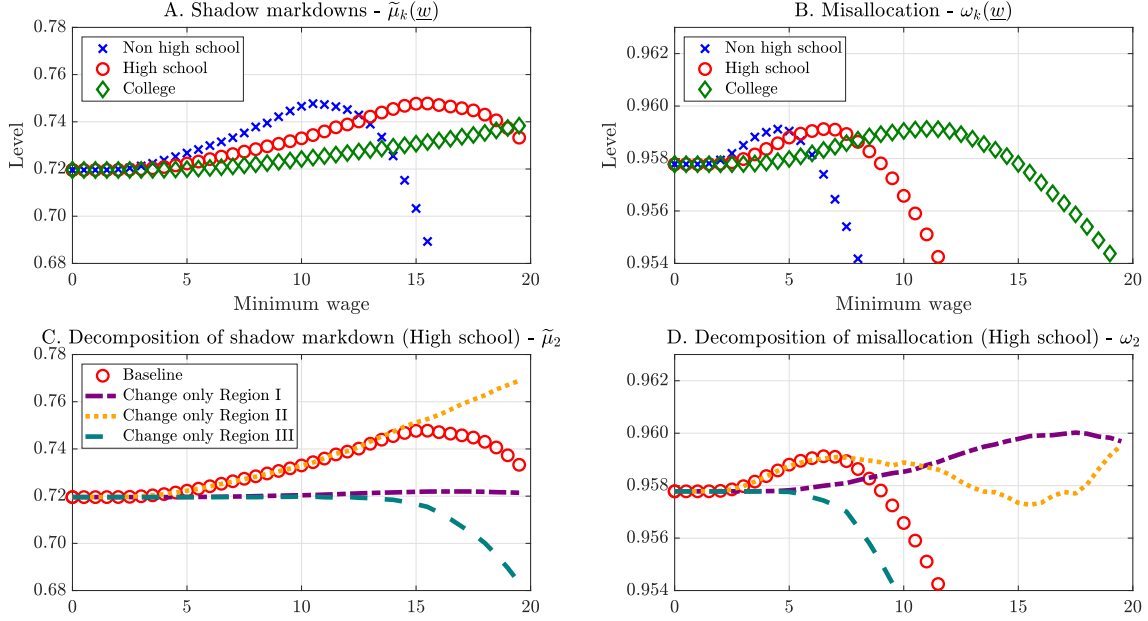 A. Shadow markdowns - μ̃ₖ(w̲)
0.78
0.76
0.74
0.72
0.70
0.68
Level
Non high school
High school
College
0 5 10 15 20
Minimum wage
B. Misallocation - ωₖ(w̲)
0.962
0.960
0.958
0.956
0.954
Level
Non high school
High school
College
0 5 10 15 20
Minimum wage
C. Decomposition of shadow markdown (High school) - μ̃₂
0.78
0.76
0.74
0.72
0.70
0.68
Baseline
Change only Region I
Change only Region II
Change only Region III
0 5 10 15 20
D. Decomposition of misallocation (High school) - ω₂
0.962
0.960
0.958
0.956
0.954
0 5 10 15 20